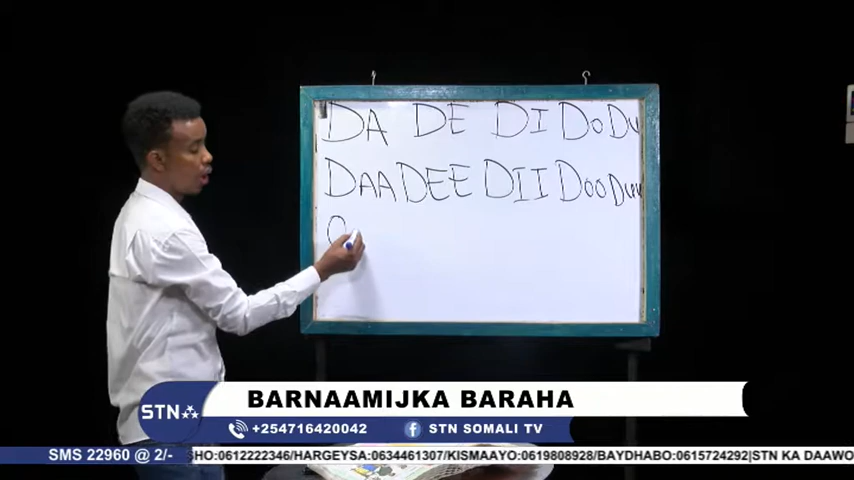 DA DE DI Do Du
DAA DEE DII Doo Duu
BARNAAMIJKA BARAHA
STN
+254716420042 STN SOMALI TV
SMS 22960 @ 2/- SHO:0612222346/HARGEYSA:0634461307/KISMAAYO:0619808928/BAYDHABO:0615724292|STN KA DAAWO